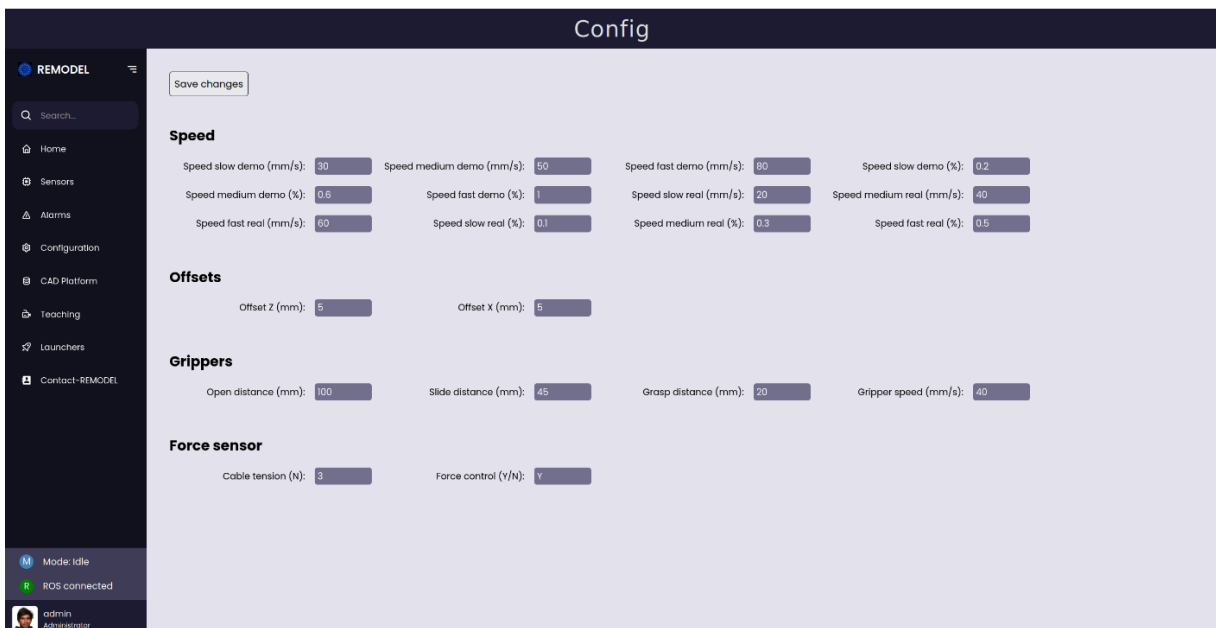 Config
REMODEL
Search...
Home
Sensors
Alarms
Configuration
CAD Platform
Teaching
Launchers
Contact-REMODEL
M Mode: Idle
R ROS connected
admin
Administrator
Save changes
Speed
Speed slow demo (mm/s): 30 Speed medium demo (mm/s): 50 Speed fast demo (mm/s): 80 Speed slow demo (%): 0.2
Speed medium demo (%): 0.6 Speed fast demo (%): 1 Speed slow real (mm/s): 20 Speed medium real (mm/s): 40
Speed fast real (mm/s): 60 Speed slow real (%): 0.1 Speed medium real (%): 0.3 Speed fast real (%): 0.5
Offsets
Offset Z (mm): 5 Offset X (mm): 5
Grippers
Open distance (mm): 100 Slide distance (mm): 45 Grasp distance (mm): 20 Gripper speed (mm/s): 40
Force sensor
Cable tension (N): 3 Force control (Y/N): Y